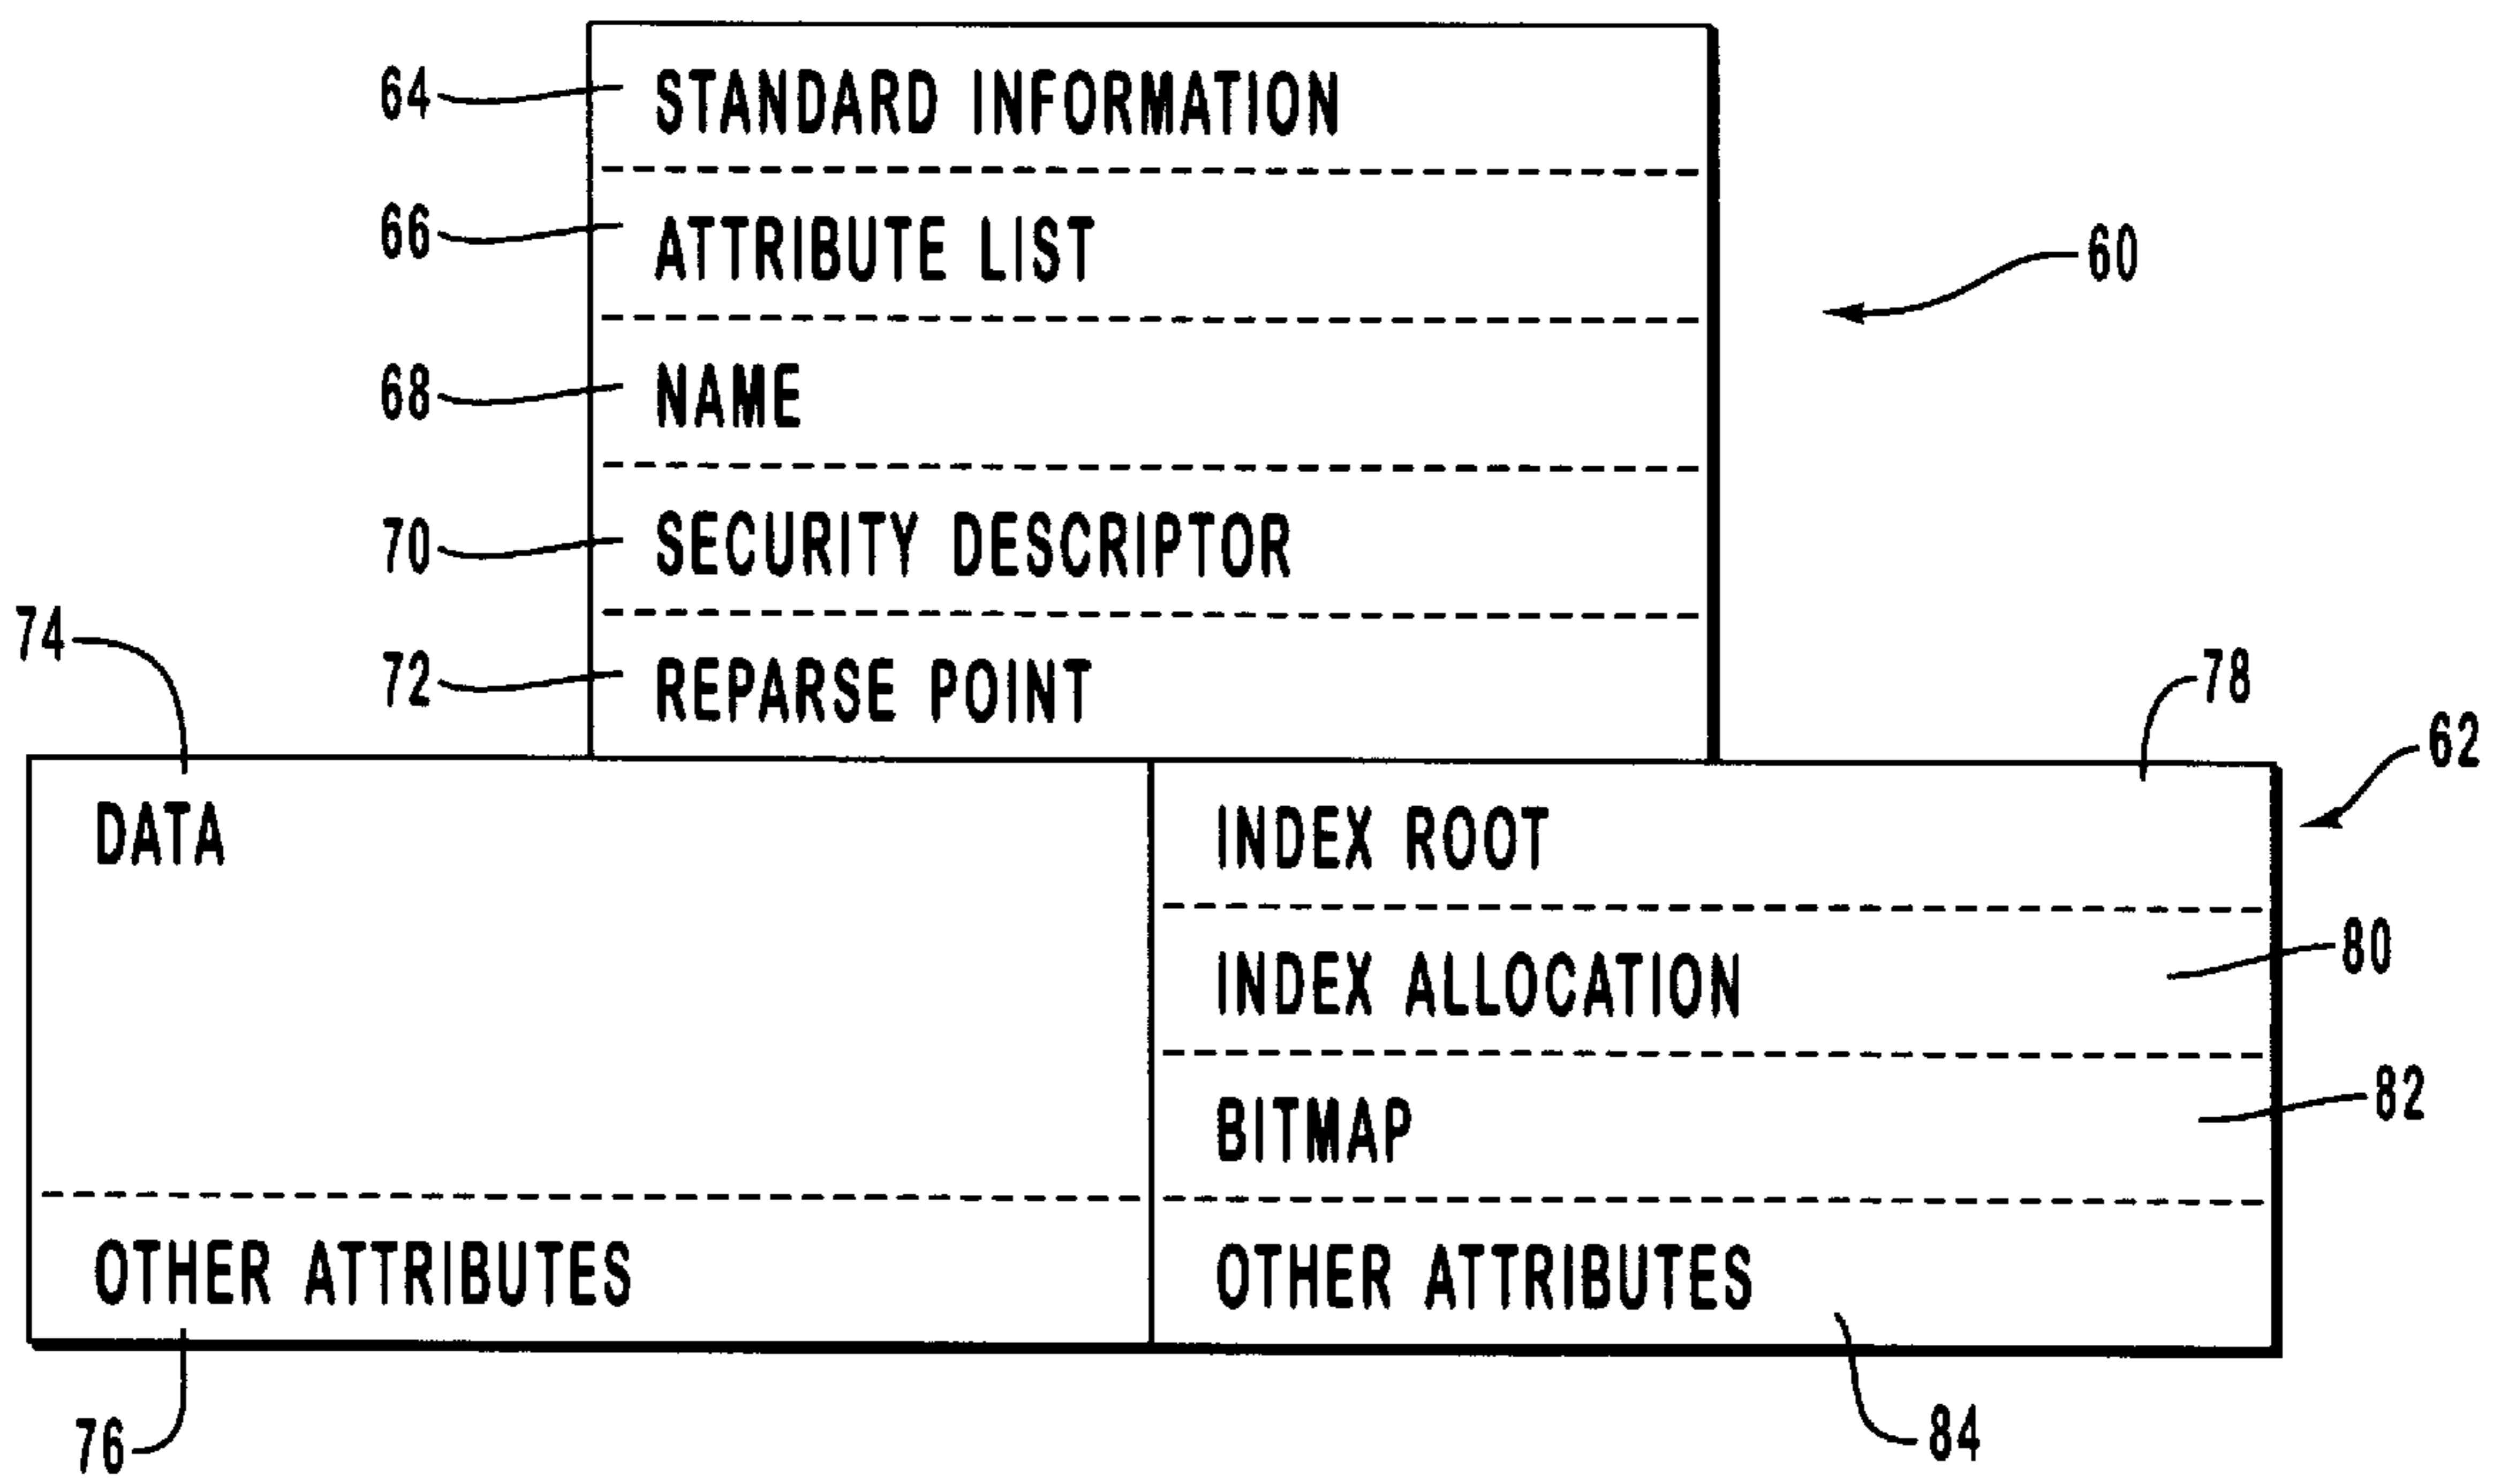 64 STANDARD INFORMATION
66 ATTRIBUTE LIST
60
68 NAME
70 SECURITY DESCRIPTOR
74
72 REPARSE POINT
78
62
DATA
INDEX ROOT
INDEX ALLOCATION 80
BITMAP 82
OTHER ATTRIBUTES
OTHER ATTRIBUTES
76
84